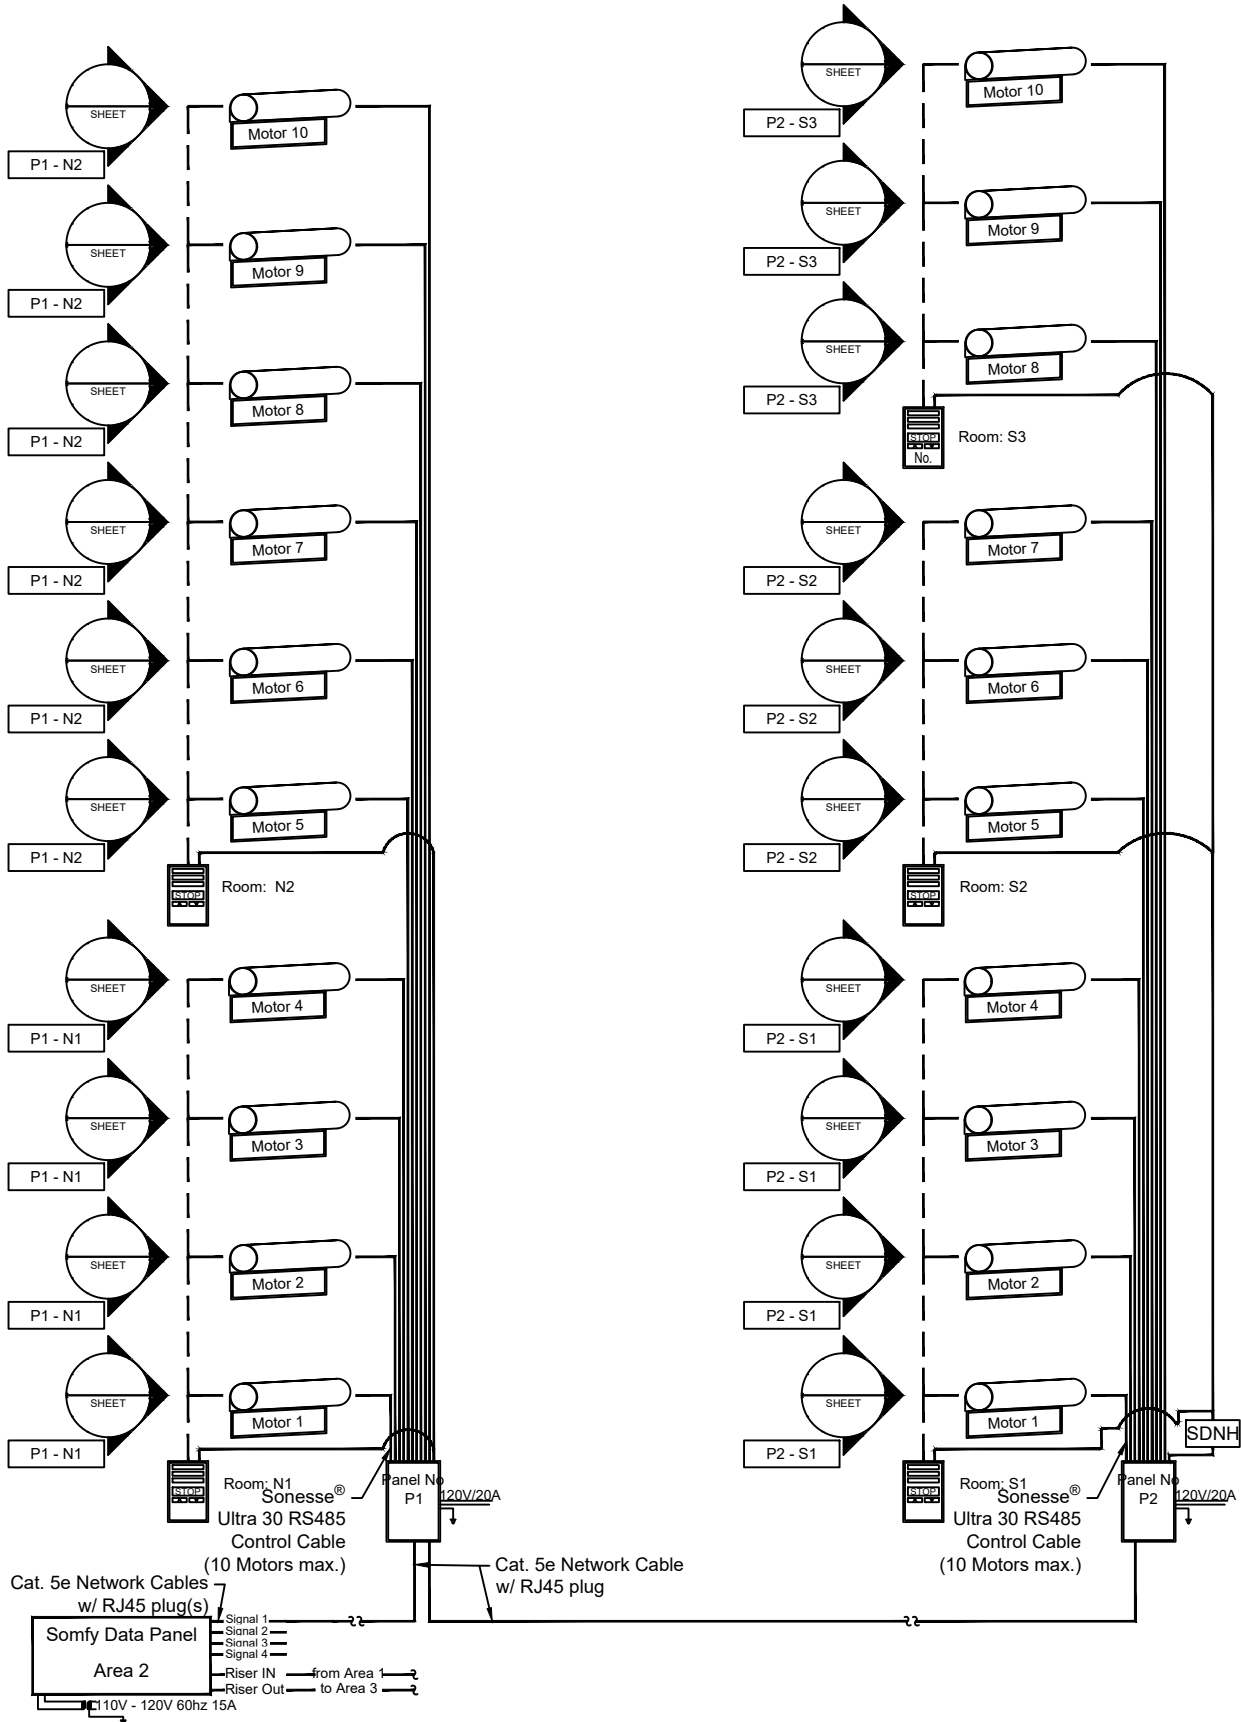 SHEET
Motor 10
P1 - N2
SHEET
Motor 9
P1 - N2
SHEET
Motor 8
P1 - N2
SHEET
Motor 7
P1 - N2
SHEET
Motor 6
P1 - N2
SHEET
Motor 5
P1 - N2
STOP
Room: N2
SHEET
Motor 4
P1 - N1
SHEET
Motor 3
P1 - N1
SHEET
Motor 2
P1 - N1
SHEET
Motor 1
P1 - N1
STOP
Room: N1
Sonesse®
Ultra 30 RS485
Control Cable
(10 Motors max.)
Panel No
P1
120V/20A
SHEET
Motor 10
P2 - S3
SHEET
Motor 9
P2 - S3
SHEET
Motor 8
P2 - S3
STOP
No.
Room: S3
SHEET
Motor 7
P2 - S2
SHEET
Motor 6
P2 - S2
SHEET
Motor 5
P2 - S2
STOP
Room: S2
SHEET
Motor 4
P2 - S1
SHEET
Motor 3
P2 - S1
SHEET
Motor 2
P2 - S1
SHEET
Motor 1
P2 - S1
SDNH
STOP
Room: S1
Sonesse®
Ultra 30 RS485
Control Cable
(10 Motors max.)
Panel No
P2
120V/20A
Cat. 5e Network Cable
w/ RJ45 plug
Cat. 5e Network Cables
w/ RJ45 plug(s)
Somfy Data Panel
Area 2
Signal 1
Signal 2
Signal 3
Signal 4
Riser IN from Area 1
Riser Out to Area 3
110V - 120V 60hz 15A